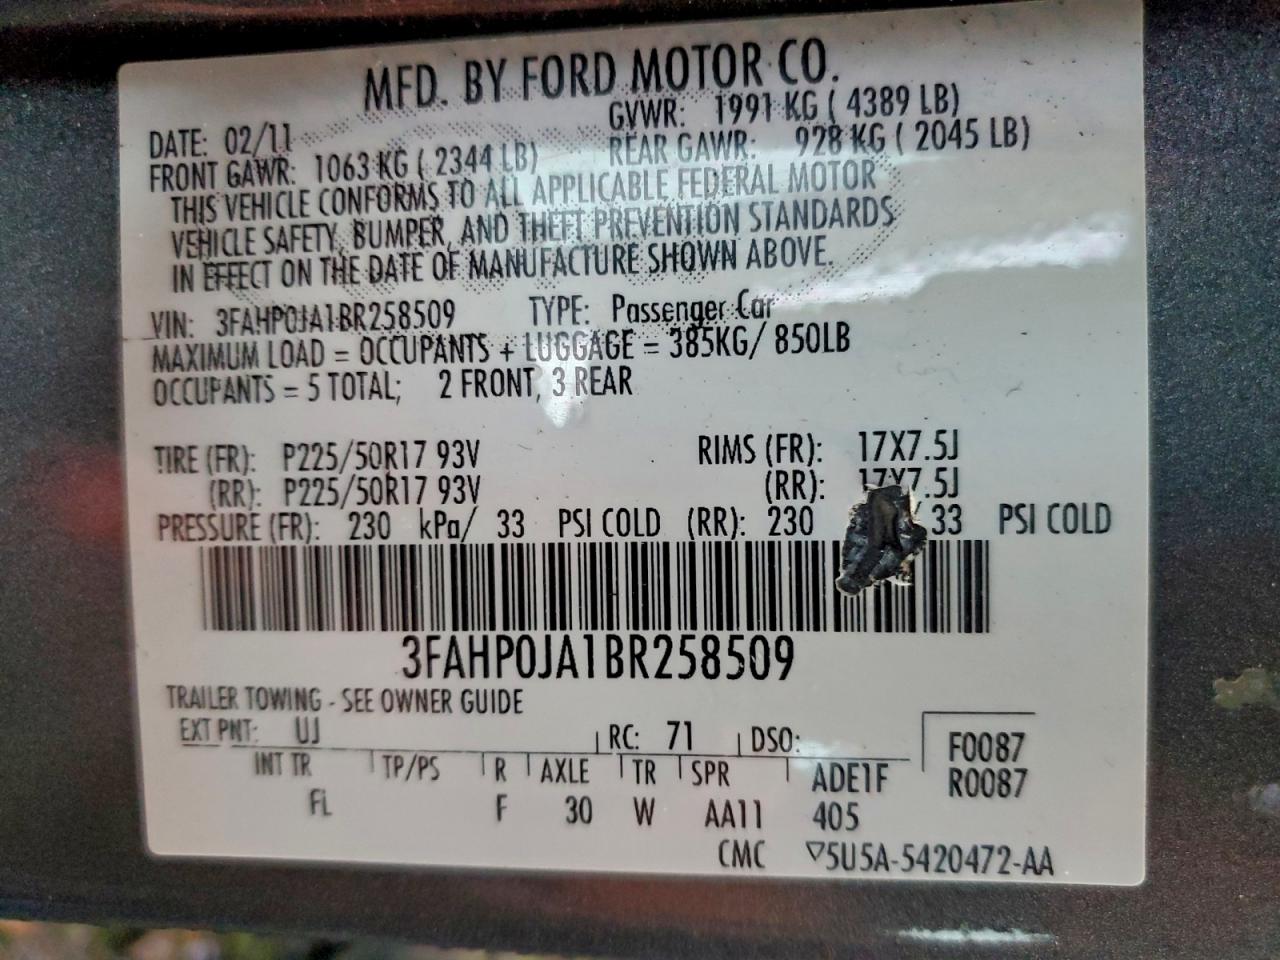 MFD. BY FORD MOTOR CO.
DATE: 02/11 GVWR: 1991 KG ( 4389 LB)
FRONT GAWR: 1063 KG ( 2344 LB) REAR GAWR: 928 KG ( 2045 LB)
THIS VEHICLE CONFORMS TO ALL APPLICABLE FEDERAL MOTOR
VEHICLE SAFETY, BUMPER, AND THEFT PREVENTION STANDARDS
IN EFFECT ON THE DATE OF MANUFACTURE SHOWN ABOVE.
VIN: 3FAHP0JA1BR258509 TYPE: Passenger Car
MAXIMUM LOAD = OCCUPANTS + LUGGAGE = 385KG/ 850LB
OCCUPANTS = 5 TOTAL; 2 FRONT, 3 REAR
TIRE (FR): P225/50R17 93V RIMS (FR): 17X7.5J
(RR): P225/50R17 93V (RR): 17X7.5J
PRESSURE (FR): 230 kPa/ 33 PSI COLD (RR): 230 33 PSI COLD
3FAHP0JA1BR258509
TRAILER TOWING - SEE OWNER GUIDE
EXT PNT: UJ RC: 71 DSO: F0087
INT TR TP/PS R AXLE TR SPR ADE1F R0087
FL F 30 W AA11 405
CMC ▽5U5A-5420472-AA